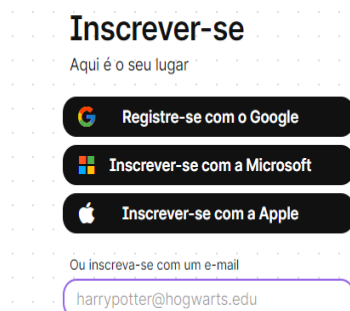 Inscrever-se
Aqui é o seu lugar
Registre-se com o Google
Inscrever-se com a Microsoft
Inscrever-se com a Apple
Ou inscreva-se com um e-mail
harrypotter@hogwarts.edu